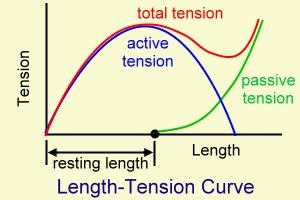 total tension
active
tension
passive
tension
Tension
resting length
Length
Length-Tension Curve